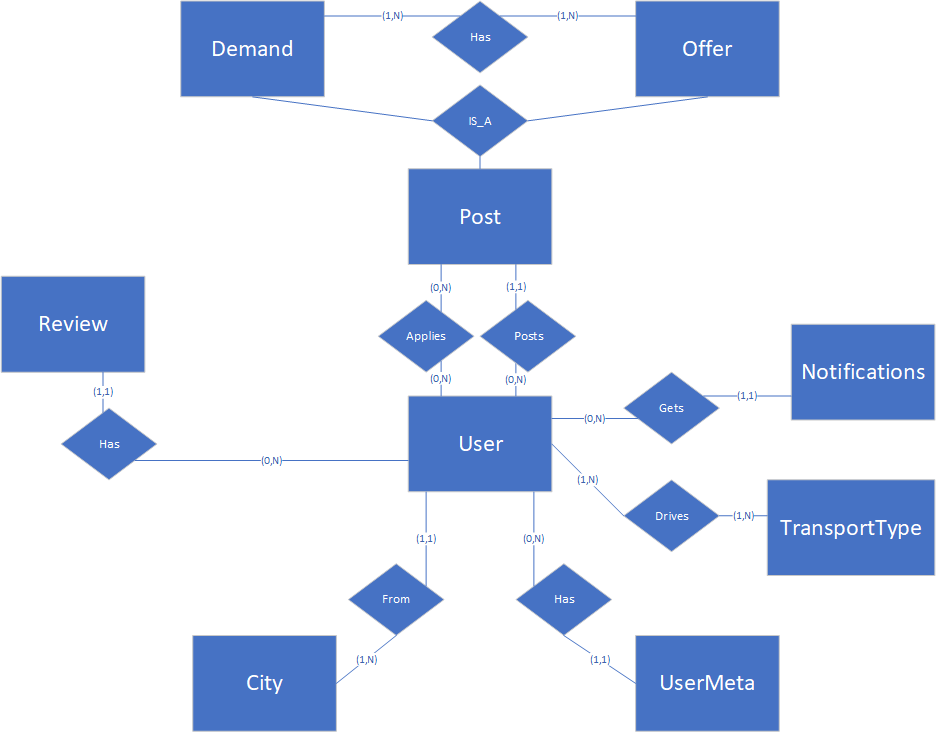 (1,N)
(1,N)
Demand
Has
Offer
IS_A
Post
(0,N)
(1,1)
Review
Applies
Posts
Notifications
(0,N)
(0,N)
(1,1)
(1,1)
Gets
(0,N)
Has
User
(0,N)
(1,N)
Drives
(1,N)
TransportType
(1,1)
(0,N)
From
Has
(1,N)
(1,1)
City
UserMeta